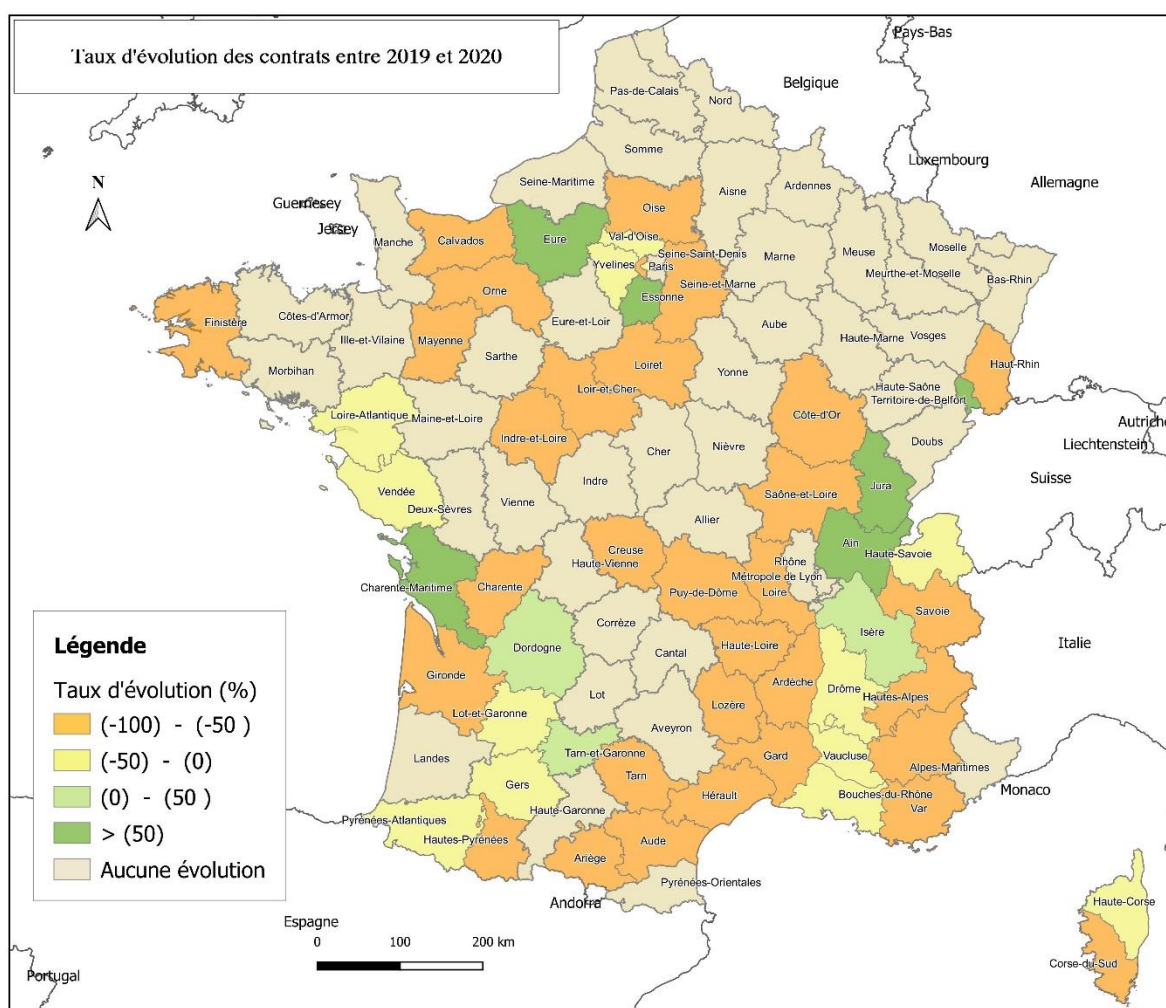 Taux d'évolution des contrats entre 2019 et 2020
Pays-Bas
Belgique
Pas-de-Calais
Nord
Luxembourg
Allemagne
Somme
Seine-Maritime
Aisne
Ardennes
N
Guernesey
Jersey
Oise
Manche
Calvados
Eure
Val-d'Oise
Seine-Saint-Denis
Paris
Yvelines
Seine-et-Marne
Marne
Meuse
Moselle
Meurthe-et-Moselle
Bas-Rhin
Orne
Essonne
Finistère
Côtes-d'Armor
Eure-et-Loir
Aube
Ille-et-Vilaine
Mayenne
Sarthe
Haute-Marne
Vosges
Morbihan
Loiret
Yonne
Haut-Rhin
Loir-et-Cher
Haute-Saône
Territoire-de-Belfort
Loire-Atlantique
Maine-et-Loire
Indre-et-Loire
Côte-d'Or
Cher
Nièvre
Doubs
Autriche
Liechtenstein
Suisse
Vendée
Deux-Sèvres
Vienne
Indre
Saône-et-Loire
Jura
Allier
Ain
Haute-Savoie
Creuse
Haute-Vienne
Rhône
Métropole de Lyon
Loire
Charente-Maritime
Charente
Puy-de-Dôme
Savoie
Corrèze
Isère
Dordogne
Haute-Loire
Cantal
Italie
Gironde
Lot
Ardèche
Drôme
Hautes-Alpes
Lot-et-Garonne
Lozère
Aveyron
Landes
Tarn-et-Garonne
Gard
Vaucluse
Alpes-Maritimes
Tarn
Gers
Hérault
Bouches-du-Rhône
Var
Monaco
Haute-Garonne
Pyrénées-Atlantiques
Hautes-Pyrénées
Aude
Ariège
Pyrénées-Orientales
Andorra
Espagne
Haute-Corse
Corse-du-Sud
Portugal
Légende
Taux d'évolution (%)
(-100) - (-50 )
(-50) - (0)
(0) - (50 )
> (50)
Aucune évolution
0 100 200 km